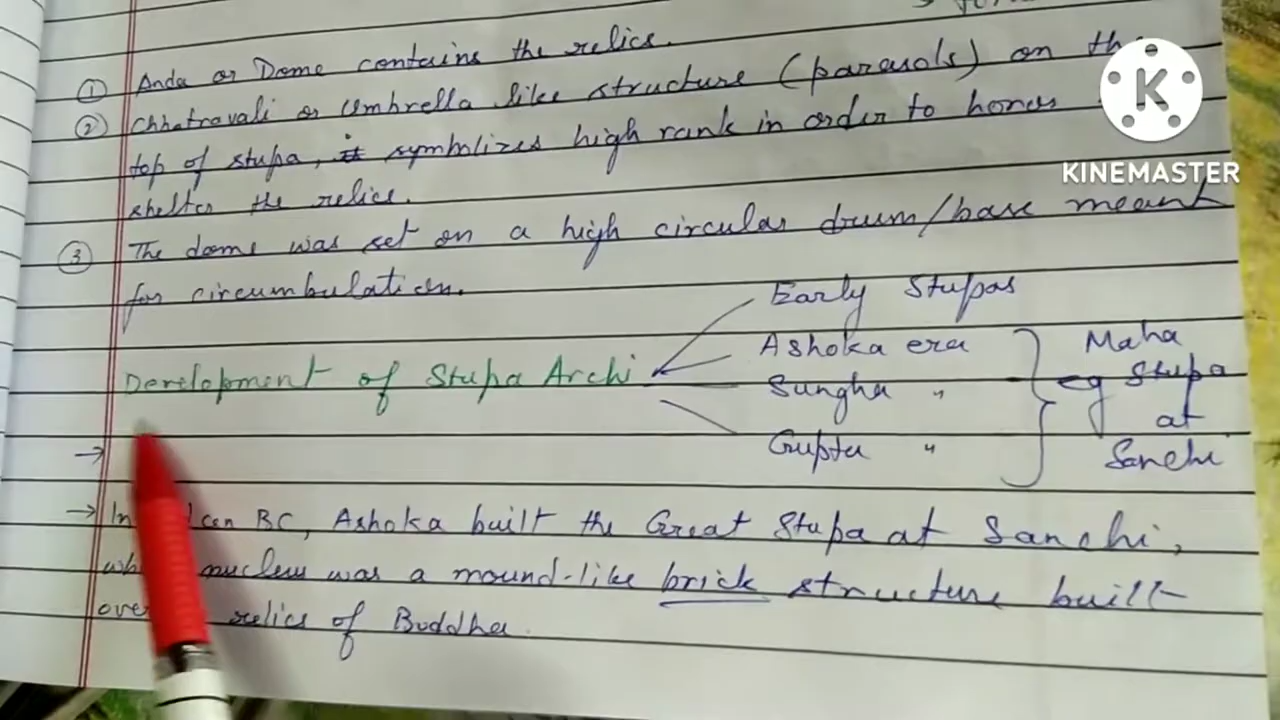 ① Anda or Dome contains the relics.
② Chhatravali or Umbrella like structure (parasols) on the
top of stupa, it symbolizes high rank in order to honor
shelter the relics.
③ The dome was set on a high circular drum/base meant
for circumbulation.
Development of Stupa Archi
Early Stupas
Ashoka era
Sungha "
Gupta "
eg Maha
Stupa
at
Sanchi
→
→ In cen BC, Ashoka built the Great Stupa at Sanchi,
nucleus was a mound-like brick structure built
over relics of Buddha.
KINEMASTER